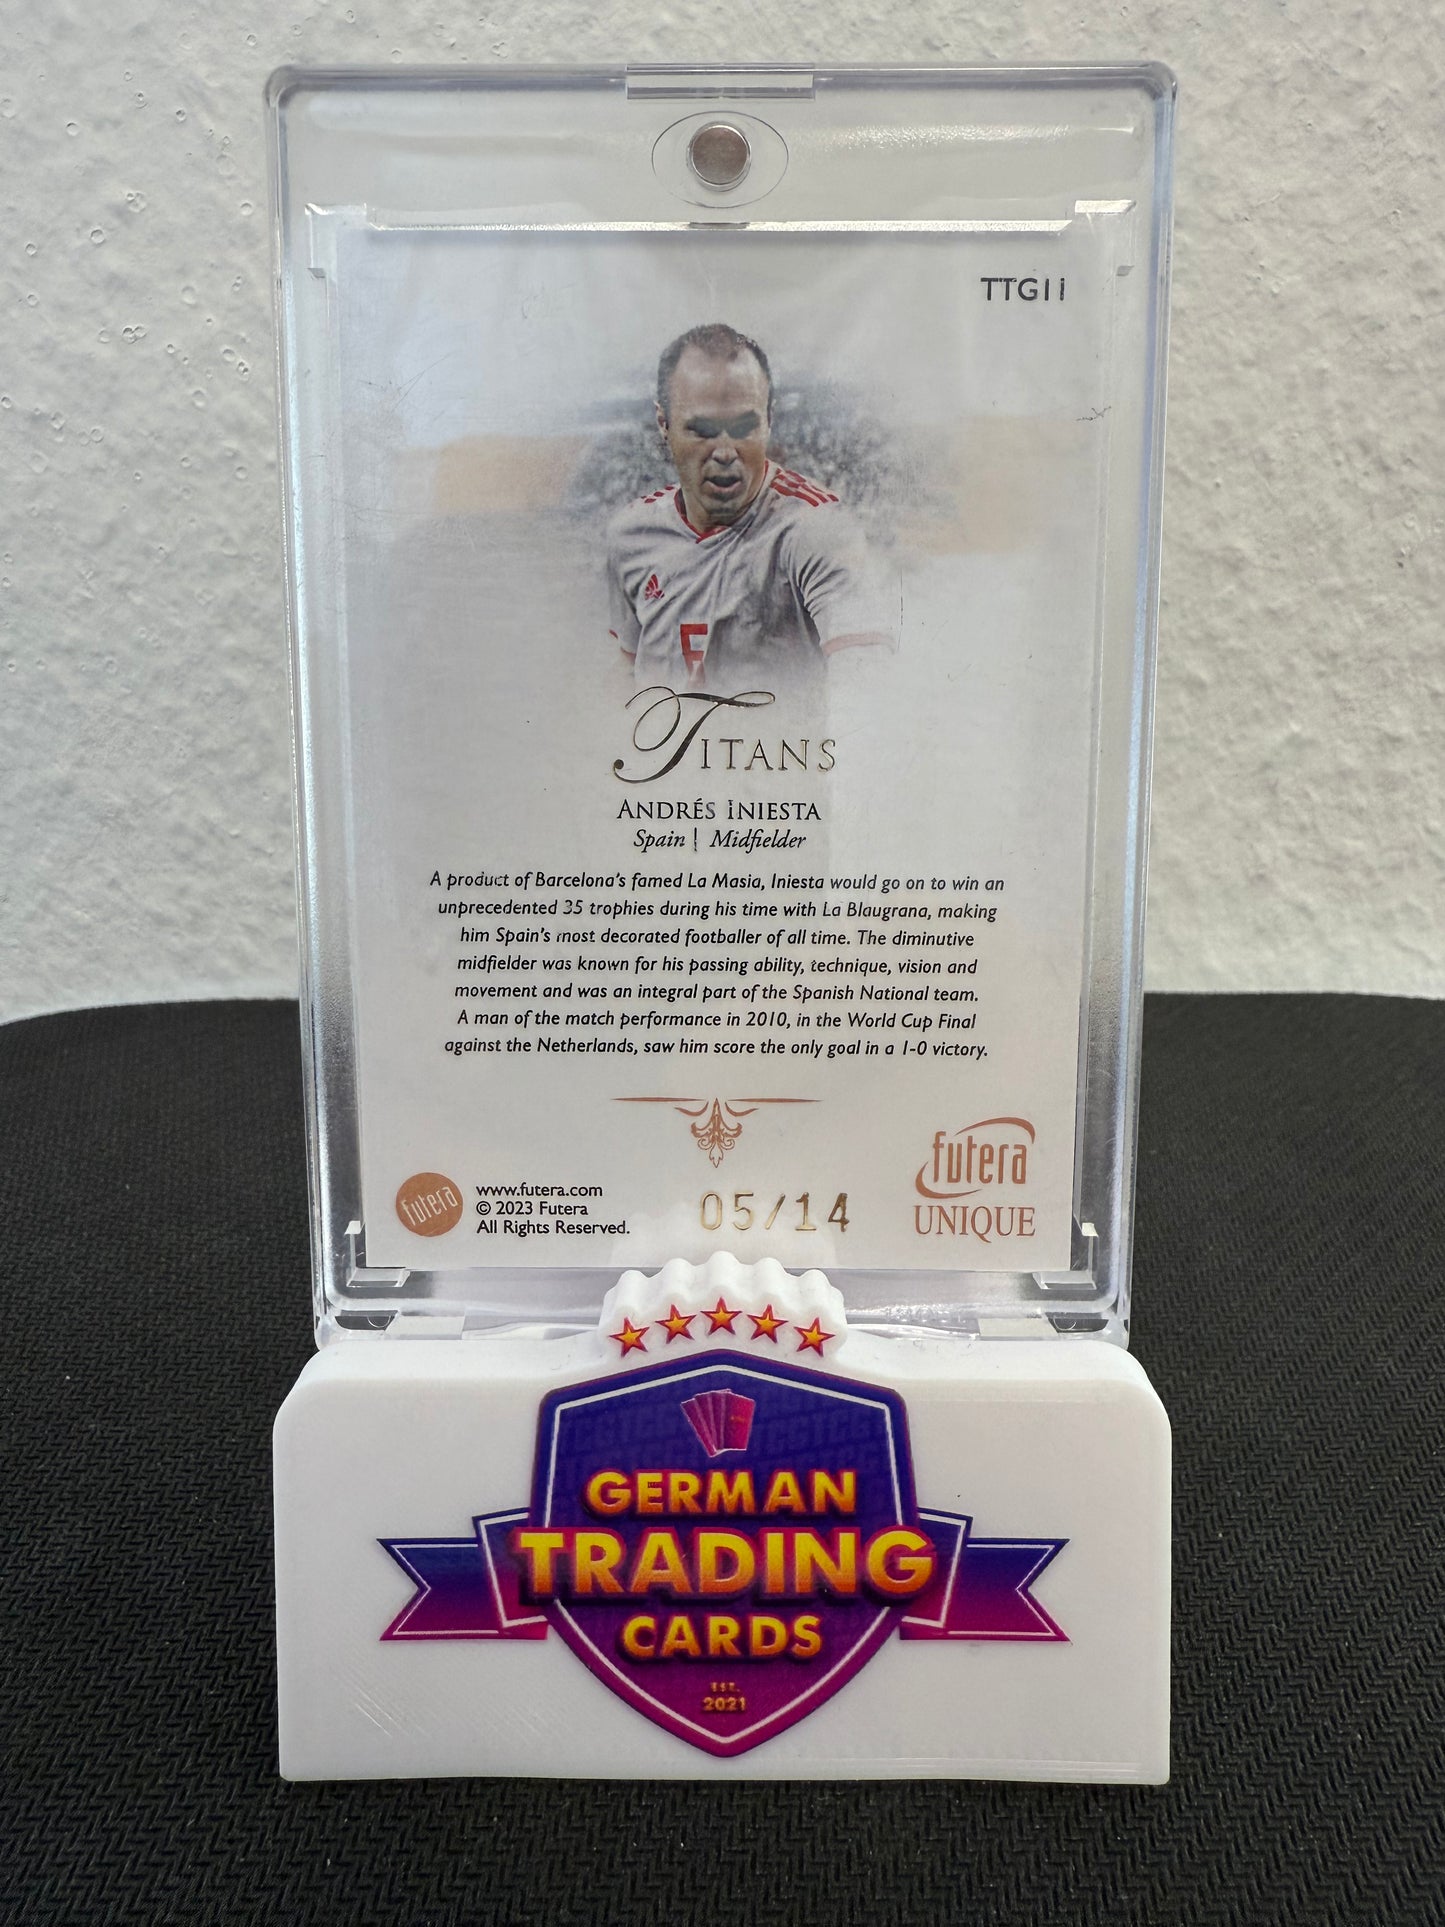 TTG11
6
TITANS
ANDRÉS INIESTA
Spain | Midfielder
A product of Barcelona's famed La Masia, Iniesta would go on to win an
unprecedented 35 trophies during his time with La Blaugrana, making
him Spain's most decorated footballer of all time. The diminutive
midfielder was known for his passing ability, technique, vision and
movement and was an integral part of the Spanish National team.
A man of the match performance in 2010, in the World Cup Final
against the Netherlands, saw him score the only goal in a 1-0 victory.
futera
www.futera.com
© 2023 Futera
All Rights Reserved.
05/14
futera
UNIQUE
GERMAN
TRADING
CARDS
EST.
2021